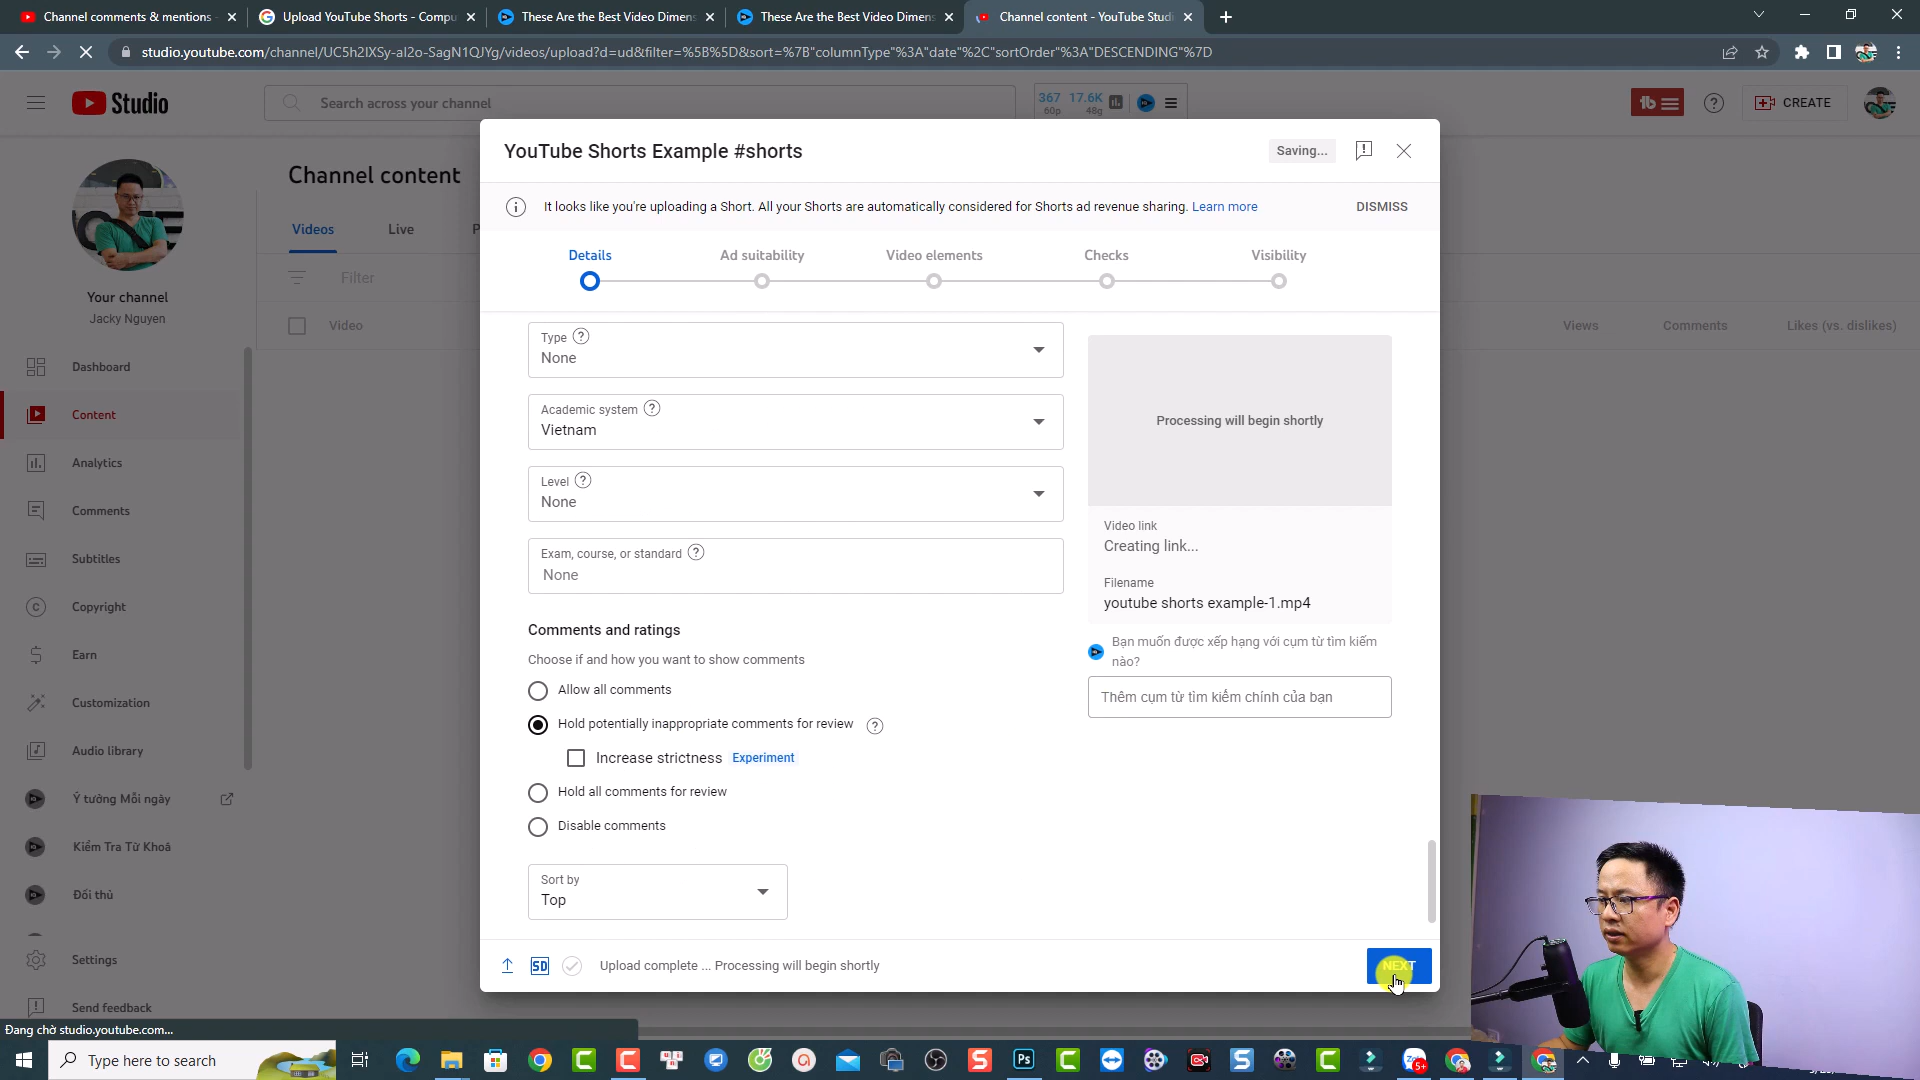 Channel comments & mentions -
Upload YouTube Shorts - Compu
These Are the Best Video Dimens
These Are the Best Video Dimens
Channel content - YouTube Studi
studio.youtube.com/channel/UC5h2IXSy-aI2o-SagN1QJYg/videos/upload?d=ud&filter=%5B%5D&sort=%7B"columnType"%3A"date"%2C"sortOrder"%3A"DESCENDING"%7D
Studio
Search across your channel
367 17.6K
60p 48g
CREATE
YouTube Shorts Example #shorts
Saving...
It looks like you're uploading a Short. All your Shorts are automatically considered for Shorts ad revenue sharing. Learn more
DISMISS
Details
Ad suitability
Video elements
Checks
Visibility
Channel content
Videos
Live
P
Filter
Video
Views
Comments
Likes (vs. dislikes)
Your channel
Jacky Nguyen
Dashboard
Content
Analytics
Comments
Subtitles
Copyright
Earn
Customization
Audio library
Ý tưởng Mỗi ngày
Kiểm Tra Từ Khoá
Đối thủ
Settings
Send feedback
Type
None
Academic system
Vietnam
Level
None
Exam, course, or standard
None
Comments and ratings
Choose if and how you want to show comments
Allow all comments
Hold potentially inappropriate comments for review
Increase strictness Experiment
Hold all comments for review
Disable comments
Sort by
Top
Processing will begin shortly
Video link
Creating link...
Filename
youtube shorts example-1.mp4
Bạn muốn được xếp hạng với cụm từ tìm kiếm
nào?
Thêm cụm từ tìm kiếm chính của bạn
SD
Upload complete ... Processing will begin shortly
NEXT
Đang chờ studio.youtube.com...
Type here to search